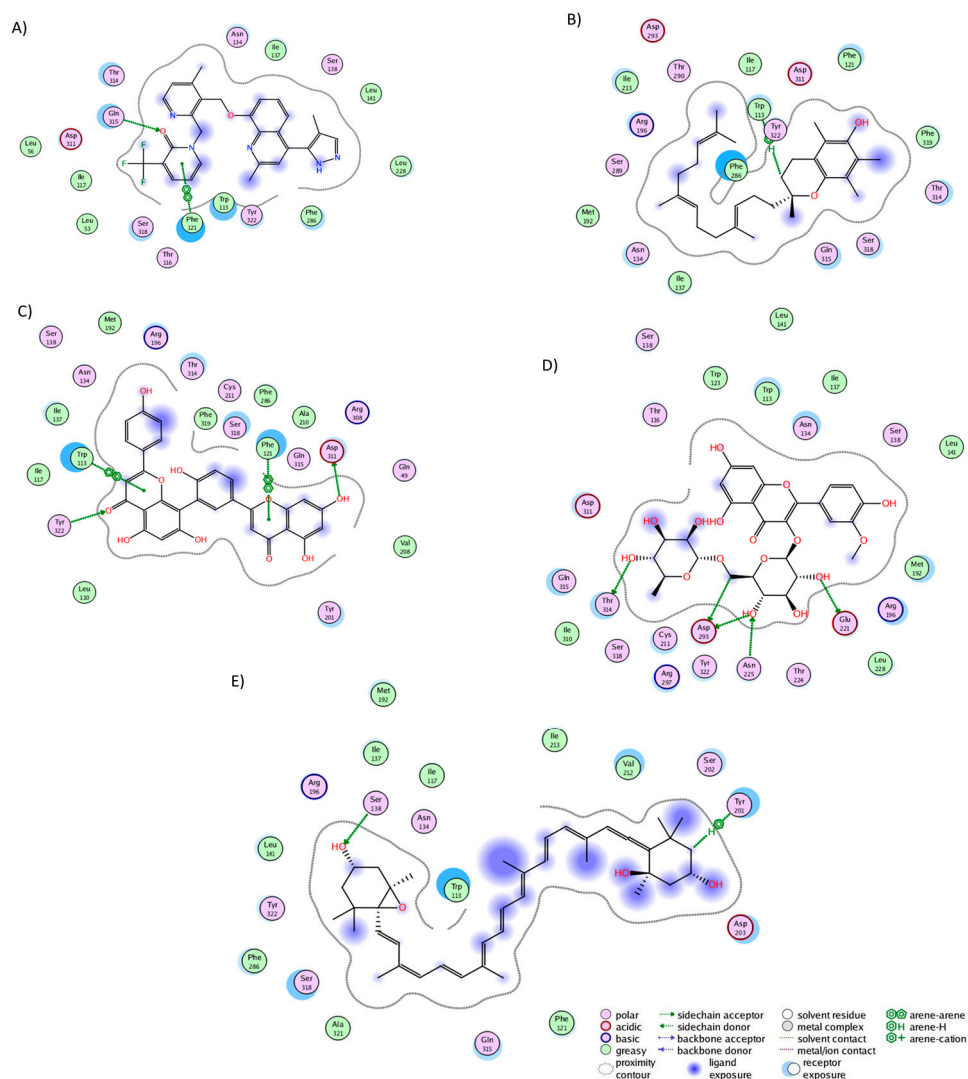 A)
Asn
134
Ile
137
Ser
138
Thr
314
Leu
141
Gln
315
Asp
311
Leu
56
Ile
117
Leu
53
Ser
318
Thr
116
Phe
121
Trp
113
Tyr
322
Phe
286
Leu
228
N
O
O
N
N
F
F
F
N
NH
B)
Asp
293
Thr
290
Ile
117
Asp
311
Phe
121
Ile
213
Trp
113
Tyr
322
Arg
196
Phe
319
Ser
289
Phe
286
Thr
314
Met
192
Asn
134
Gln
315
Ser
318
Ile
137
Leu
141
H
OH
O
C)
Met
192
Ser
138
Arg
196
Asn
134
Thr
314
Cys
211
Phe
286
Ile
137
Phe
319
Ser
318
Ala
210
Arg
308
Trp
113
Phe
121
Gln
315
Asp
311
Ile
117
Gln
49
Tyr
322
Val
208
Leu
110
Tyr
201
OH
O
O
HO
OH
OH
HO
O
O
OH
OH
D)
Ser
138
Trp
123
Trp
113
Ile
137
Thr
116
Asn
134
Ser
138
Leu
141
Asp
311
Gln
315
Thr
314
Met
192
Arg
196
Ile
310
Ser
318
Cys
211
Asp
293
Glu
221
Arg
297
Tyr
322
Asn
225
Thr
224
Leu
228
HO
O
OH
OH
O
O
O
HO
OH
HO
O
O
O
OH
HO
OH
E)
Met
192
Ile
137
Ile
213
Ser
202
Ile
117
Val
212
Arg
196
Ser
138
Asn
134
Tyr
201
Leu
141
Trp
113
Tyr
322
Asp
203
Phe
286
Ser
318
Ala
321
Gln
315
Phe
121
HO
O
H
HO
OH
polar
acidic
basic
greasy
proximity
contour
sidechain acceptor
sidechain donor
backbone acceptor
backbone donor
ligand
exposure
solvent residue
metal complex
solvent contact
metal/ion contact
receptor
exposure
arene-arene
H arene-H
+ arene-cation